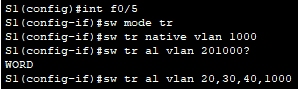 S1(config)#int f0/5
S1(config-if)#sw mode tr
S1(config-if)#sw tr native vlan 1000
S1(config-if)#sw tr al vlan 201000?
WORD
S1(config-if)#sw tr al vlan 20,30,40,1000